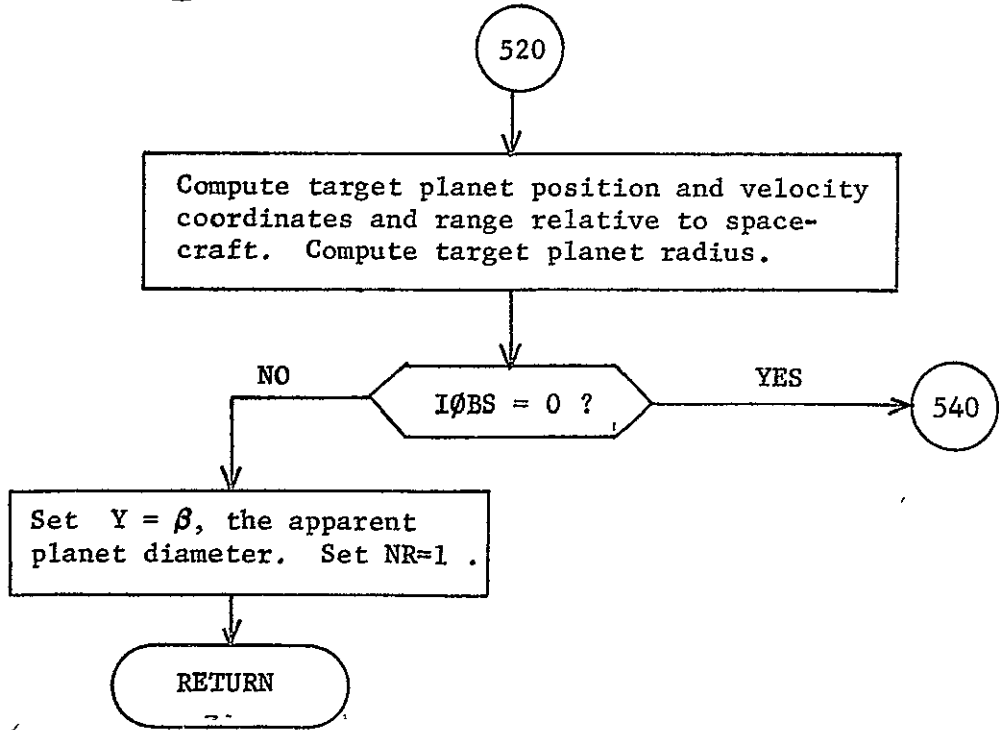 520
Compute target planet position and velocity
coordinates and range relative to space-
craft. Compute target planet radius.
NO
IØBS = 0 ?
YES
540
Set Y = β, the apparent
planet diameter. Set NR=1 .
RETURN